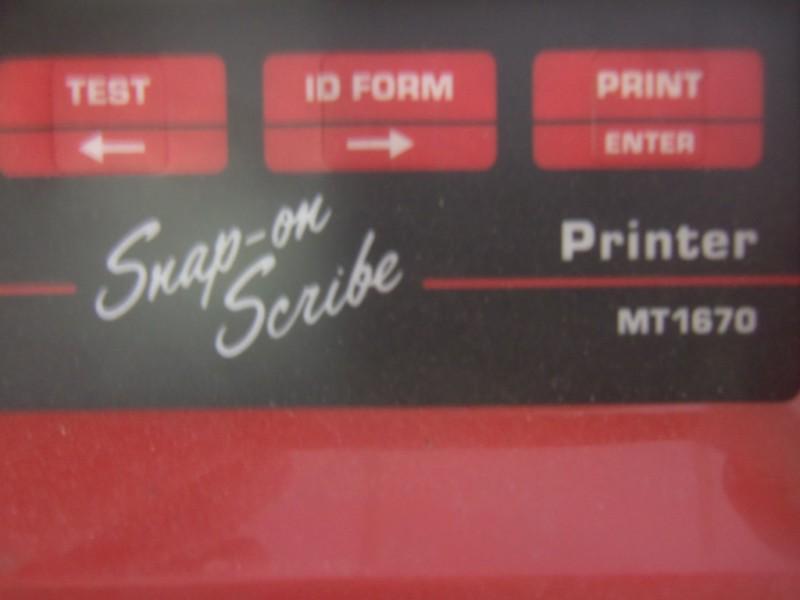 TEST ID FORM PRINT
← → ENTER
Snap-on
Scribe
Printer
MT1670